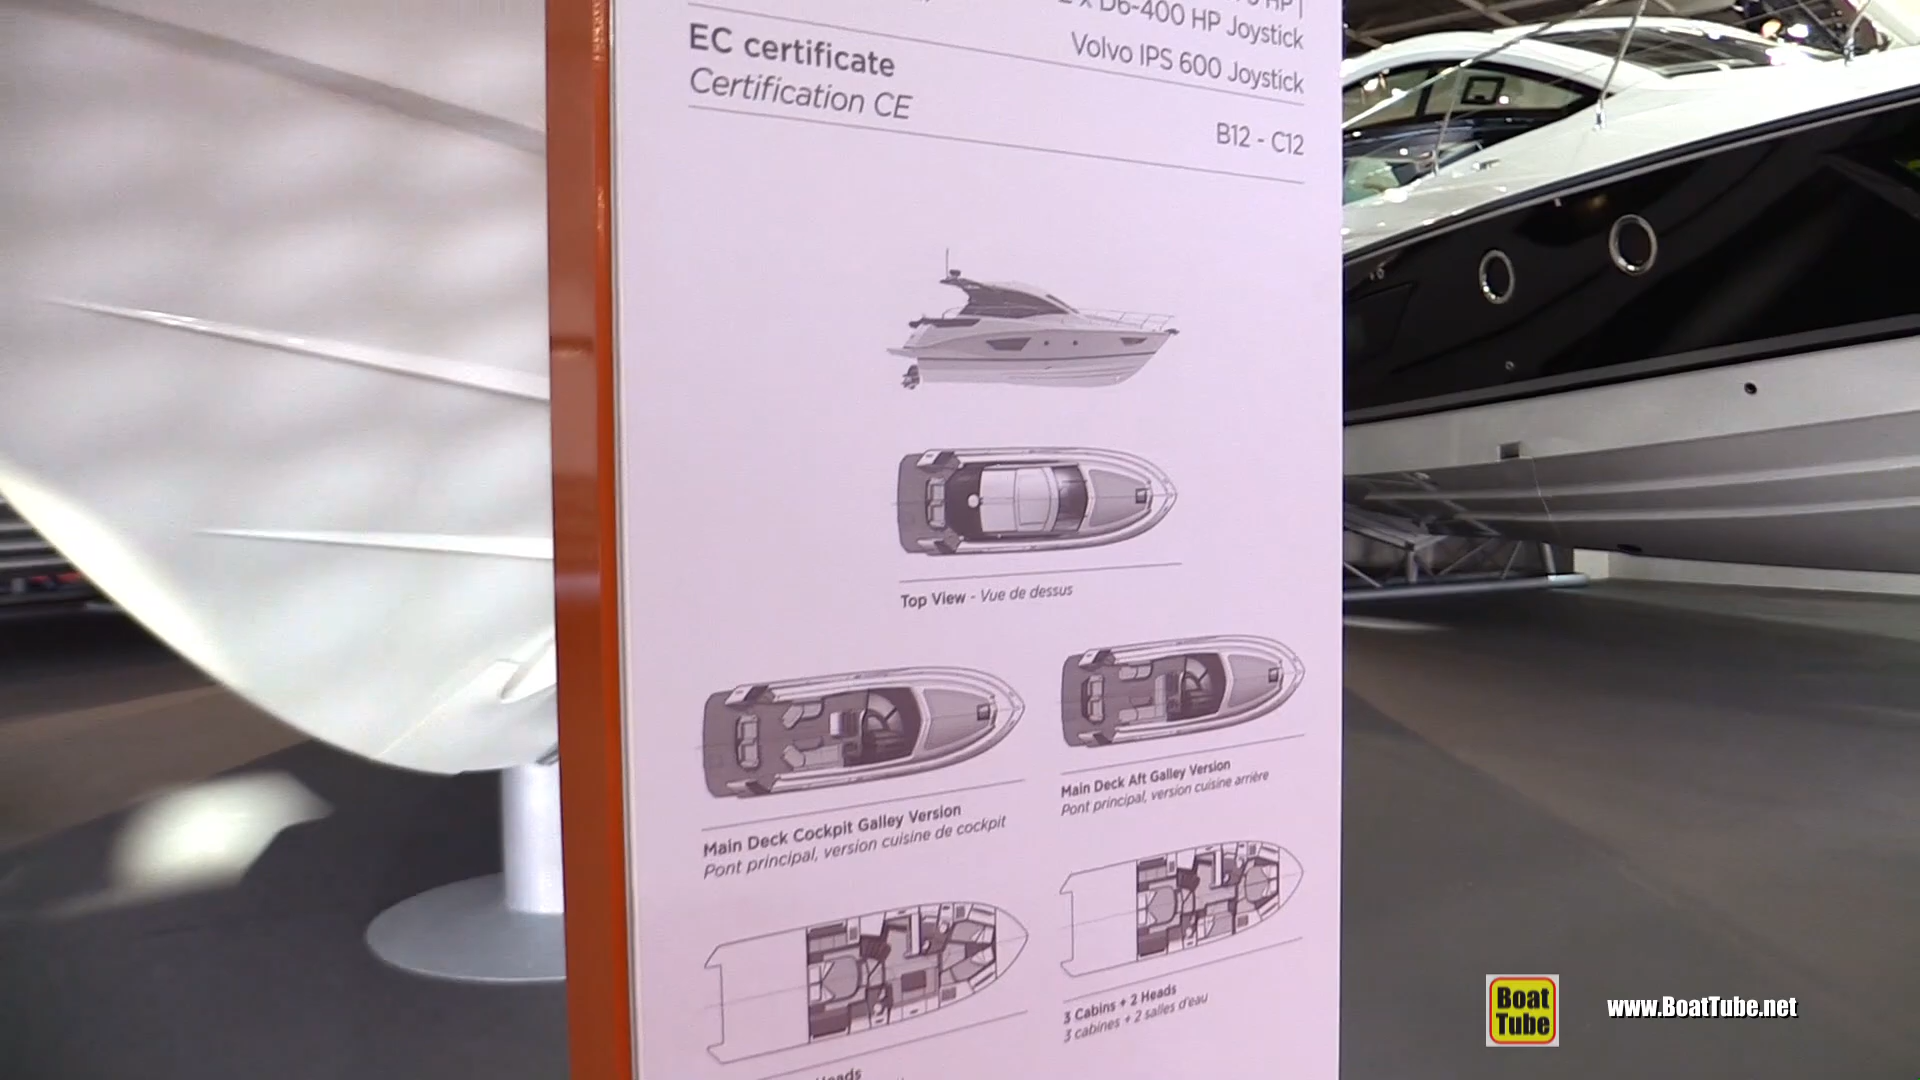 2 x D6-400 HP Joystick
Volvo IPS 600 Joystick
EC certificate
Certification CE
B12 - C12
Top View - Vue de dessus
Main Deck Cockpit Galley Version
Pont principal, version cuisine de cockpit
Main Deck Aft Galley Version
Pont principal, version cuisine arrière
3 Cabins + 2 Heads
3 cabines + 2 salles d'eau
Heads
Boat
Tube
www.BoatTube.net